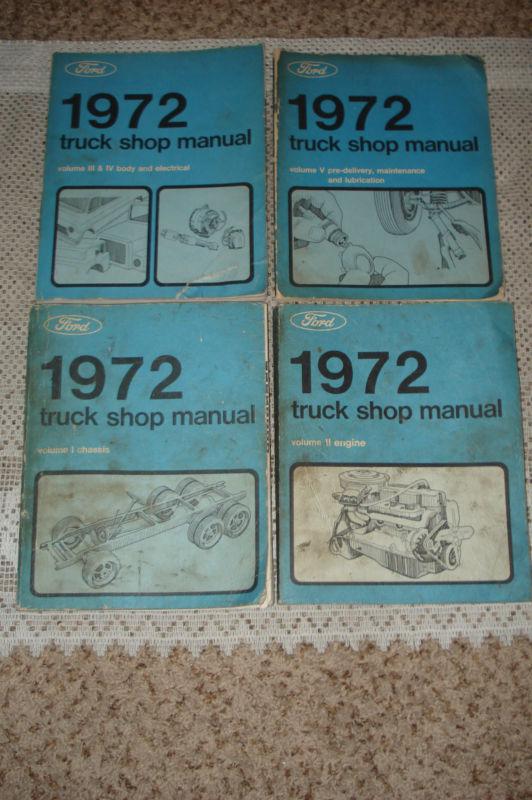 Ford
1972
truck shop manual
volume III & IV body and electrical
Ford
1972
truck shop manual
volume V pre-delivery, maintenance
and lubrication
Ford
1972
truck shop manual
volume I chassis
Ford
1972
truck shop manual
volume II engine